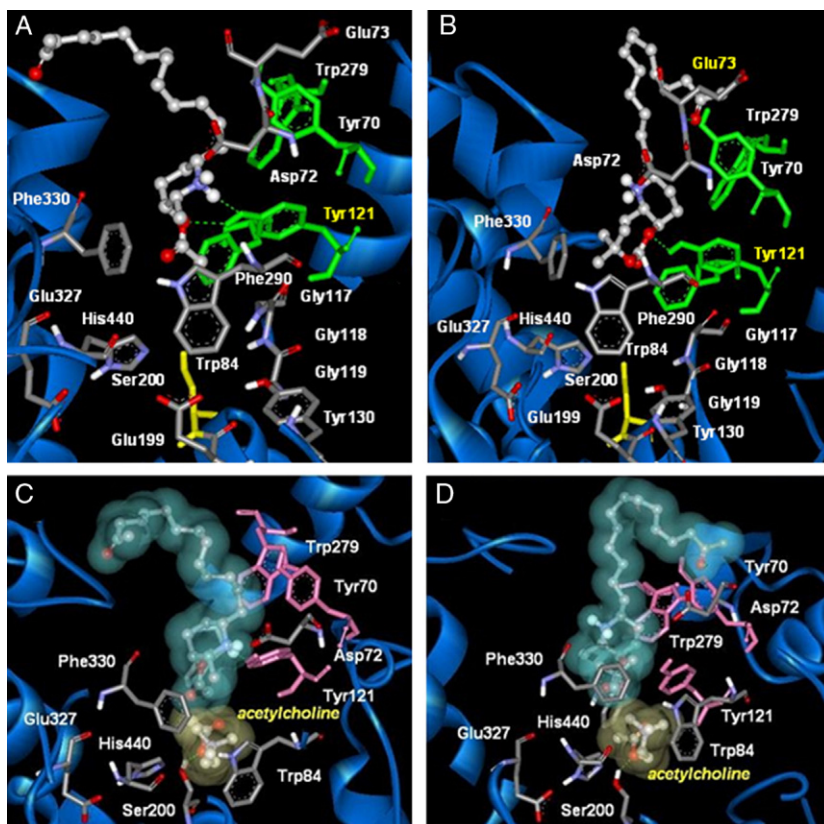 A
Glu73
Trp279
Tyr70
Asp72
Phe330
Tyr121
Phe290
Glu327
Gly117
His440
Gly118
Ser200
Trp84
Gly119
Glu199
Tyr130
B
Glu73
Trp279
Asp72
Tyr70
Phe330
Tyr121
Phe290
Gly117
Glu327
His440
Trp84
Gly118
Ser200
Gly119
Glu199
Tyr130
C
Trp279
Tyr70
Phe330
Asp72
Tyr121
acetylcholine
Glu327
His440
Trp84
Ser200
D
Tyr70
Asp72
Trp279
Phe330
Tyr121
Glu327
His440
Trp84
acetylcholine
Ser200